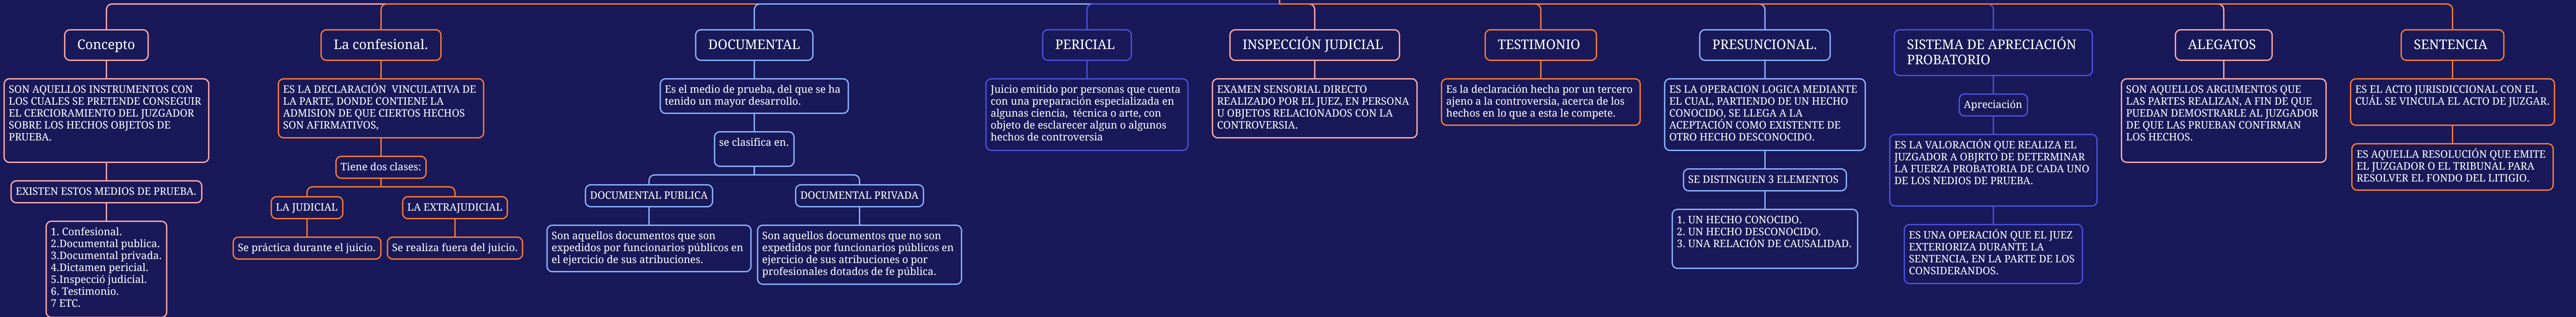 Concepto
SON AQUELLOS INSTRUMENTOS CON
LOS CUALES SE PRETENDE CONSEGUIR
EL CERCIORAMIENTO DEL JUZGADOR
SOBRE LOS HECHOS OBJETOS DE
PRUEBA.
EXISTEN ESTOS MEDIOS DE PRUEBA.
1. Confesional.
2.Documental publica.
3.Documental privada.
4.Dictamen pericial.
5.Inspecció judicial.
6. Testimonio.
7 ETC.
La confesional.
ES LA DECLARACIÓN  VINCULATIVA DE
LA PARTE, DONDE CONTIENE LA
ADMISION DE QUE CIERTOS HECHOS
SON AFIRMATIVOS,
Tiene dos clases:
LA JUDICIAL
Se práctica durante el juicio.
LA EXTRAJUDICIAL
Se realiza fuera del juicio.
DOCUMENTAL
Es el medio de prueba, del que se ha
tenido un mayor desarrollo.
se clasifica en.
DOCUMENTAL PUBLICA
Son aquellos documentos que son
expedidos por funcionarios públicos en
el ejercicio de sus atribuciones.
DOCUMENTAL PRIVADA
Son aquellos documentos que no son
expedidos por funcionarios públicos en
ejercicio de sus atribuciones o por
profesionales dotados de fe pública.
PERICIAL
Juicio emitido por personas que cuenta
con una preparación especializada en
algunas ciencia,  técnica o arte, con
objeto de esclarecer algun o algunos
hechos de controversia
INSPECCIÓN JUDICIAL
EXAMEN SENSORIAL DIRECTO
REALIZADO POR EL JUEZ, EN PERSONA
U OBJETOS RELACIONADOS CON LA
CONTROVERSIA.
TESTIMONIO
Es la declaración hecha por un tercero
ajeno a la controversia, acerca de los
hechos en lo que a esta le compete.
PRESUNCIONAL.
ES LA OPERACION LOGICA MEDIANTE
EL CUAL, PARTIENDO DE UN HECHO
CONOCIDO, SE LLEGA A LA
ACEPTACIÓN COMO EXISTENTE DE
OTRO HECHO DESCONOCIDO.
SE DISTINGUEN 3 ELEMENTOS
1. UN HECHO CONOCIDO.
2. UN HECHO DESCONOCIDO.
3. UNA RELACIÓN DE CAUSALIDAD.
SISTEMA DE APRECIACIÓN
PROBATORIO
Apreciación
ES LA VALORACIÓN QUE REALIZA EL
JUZGADOR A OBJRTO DE DETERMINAR
LA FUERZA PROBATORIA DE CADA UNO
DE LOS NEDIOS DE PRUEBA.
ES UNA OPERACIÓN QUE EL JUEZ
EXTERIORIZA DURANTE LA
SENTENCIA, EN LA PARTE DE LOS
CONSIDERANDOS.
ALEGATOS
SON AQUELLOS ARGUMENTOS QUE
LAS PARTES REALIZAN, A FIN DE QUE
PUEDAN DEMOSTRARLE AL JUZGADOR
DE QUE LAS PRUEBAN CONFIRMAN
LOS HECHOS.
SENTENCIA
ES EL ACTO JURISDICCIONAL CON EL
CUÁL SE VINCULA EL ACTO DE JUZGAR.
ES AQUELLA RESOLUCIÓN QUE EMITE
EL JUZGADOR O EL TRIBUNAL PARA
RESOLVER EL FONDO DEL LITIGIO.